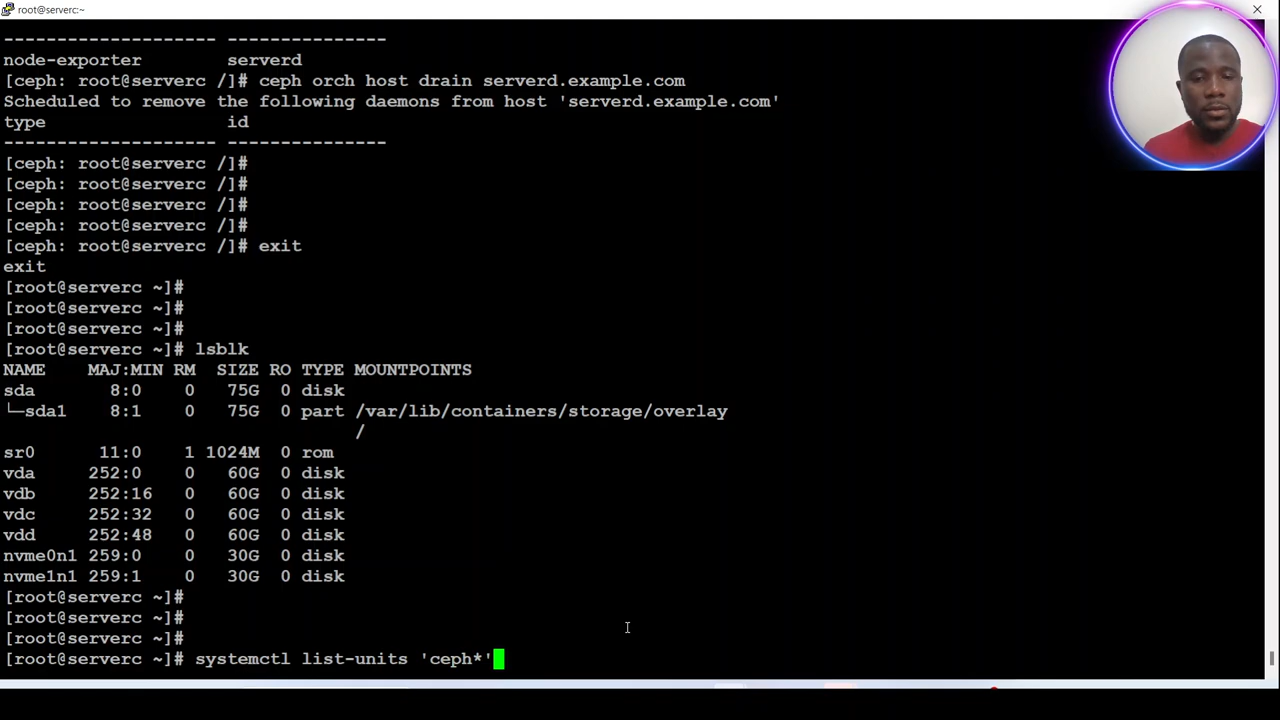 root@serverc:~
-------------------- ---------------
node-exporter        serverd
[ceph: root@serverc /]# ceph orch host drain serverd.example.com
Scheduled to remove the following daemons from host 'serverd.example.com'
type                 id
-------------------- ---------------
[ceph: root@serverc /]#
[ceph: root@serverc /]#
[ceph: root@serverc /]#
[ceph: root@serverc /]#
[ceph: root@serverc /]# exit
exit
[root@serverc ~]#
[root@serverc ~]#
[root@serverc ~]#
[root@serverc ~]# lsblk
NAME    MAJ:MIN RM  SIZE RO TYPE MOUNTPOINTS
sda       8:0    0   75G  0 disk
└─sda1    8:1    0   75G  0 part /var/lib/containers/storage/overlay
                                 /
sr0      11:0    1 1024M  0 rom
vda     252:0    0   60G  0 disk
vdb     252:16   0   60G  0 disk
vdc     252:32   0   60G  0 disk
vdd     252:48   0   60G  0 disk
nvme0n1 259:0    0   30G  0 disk
nvme1n1 259:1    0   30G  0 disk
[root@serverc ~]#
[root@serverc ~]#
[root@serverc ~]#
[root@serverc ~]# systemctl list-units 'ceph*'